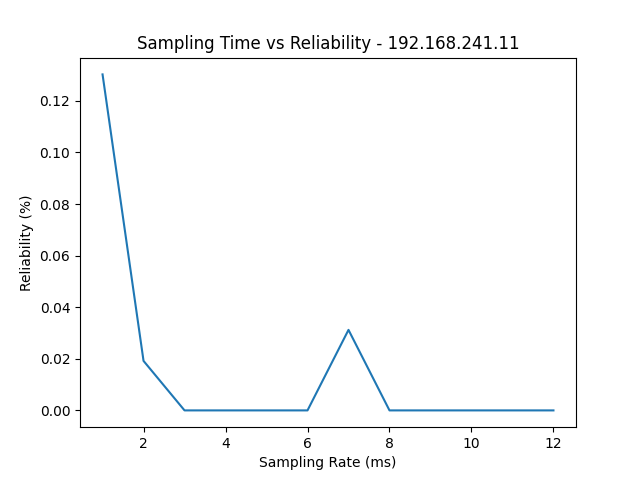 Sampling Time vs Reliability - 192.168.241.11
Reliability (%)
0.12
0.10
0.08
0.06
0.04
0.02
0.00
2 4 6 8 10 12
Sampling Rate (ms)